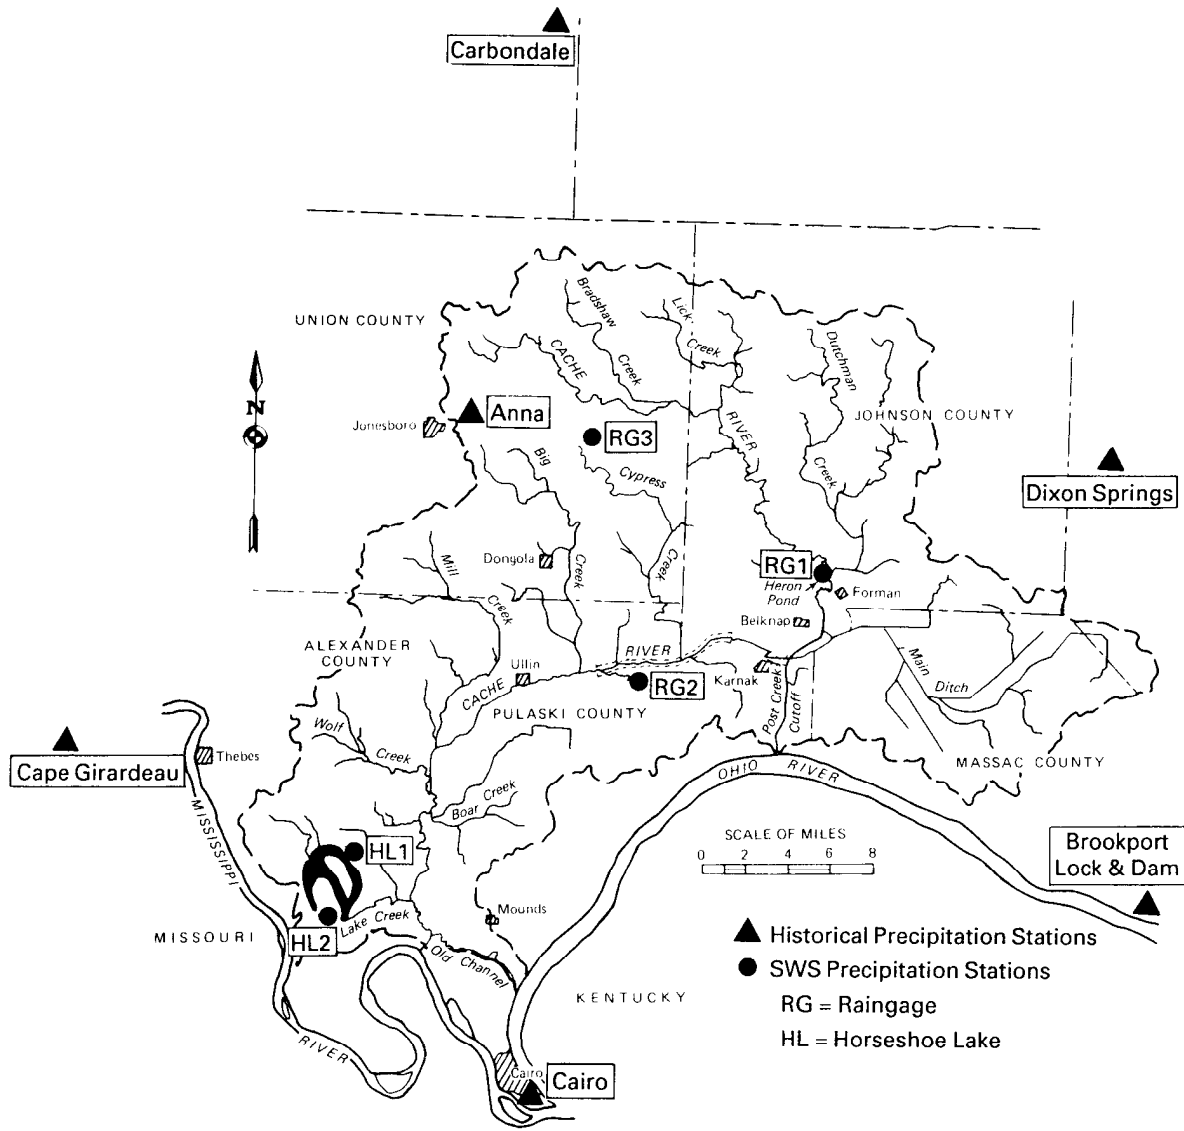 Carbondale
UNION COUNTY
Bradshaw
Creek
Lick
Creek
Dutchman
Creek
CACHE
RIVER
JOHNSON COUNTY
N
Jonesboro
Anna
RG3
Big
Creek
Cypress
Creek
Dixon Springs
Mill
Creek
Dongola
RG1
Heron
Pond
Forman
Belknap
ALEXANDER
COUNTY
Ullin
CACHE
RIVER
RG2
Karnak
Post Creek
Cutoff
Main
Ditch
PULASKI COUNTY
Wolf
Creek
Cape Girardeau
Thebes
MASSAC COUNTY
OHIO RIVER
Boar Creek
MISSISSIPPI
RIVER
SCALE OF MILES
0 2 4 6 8
Brookport
Lock & Dam
HL1
HL2
Lake Creek
Mounds
Old Channel
MISSOURI
KENTUCKY
Historical Precipitation Stations
SWS Precipitation Stations
RG = Raingage
HL = Horseshoe Lake
Cairo
Cairo